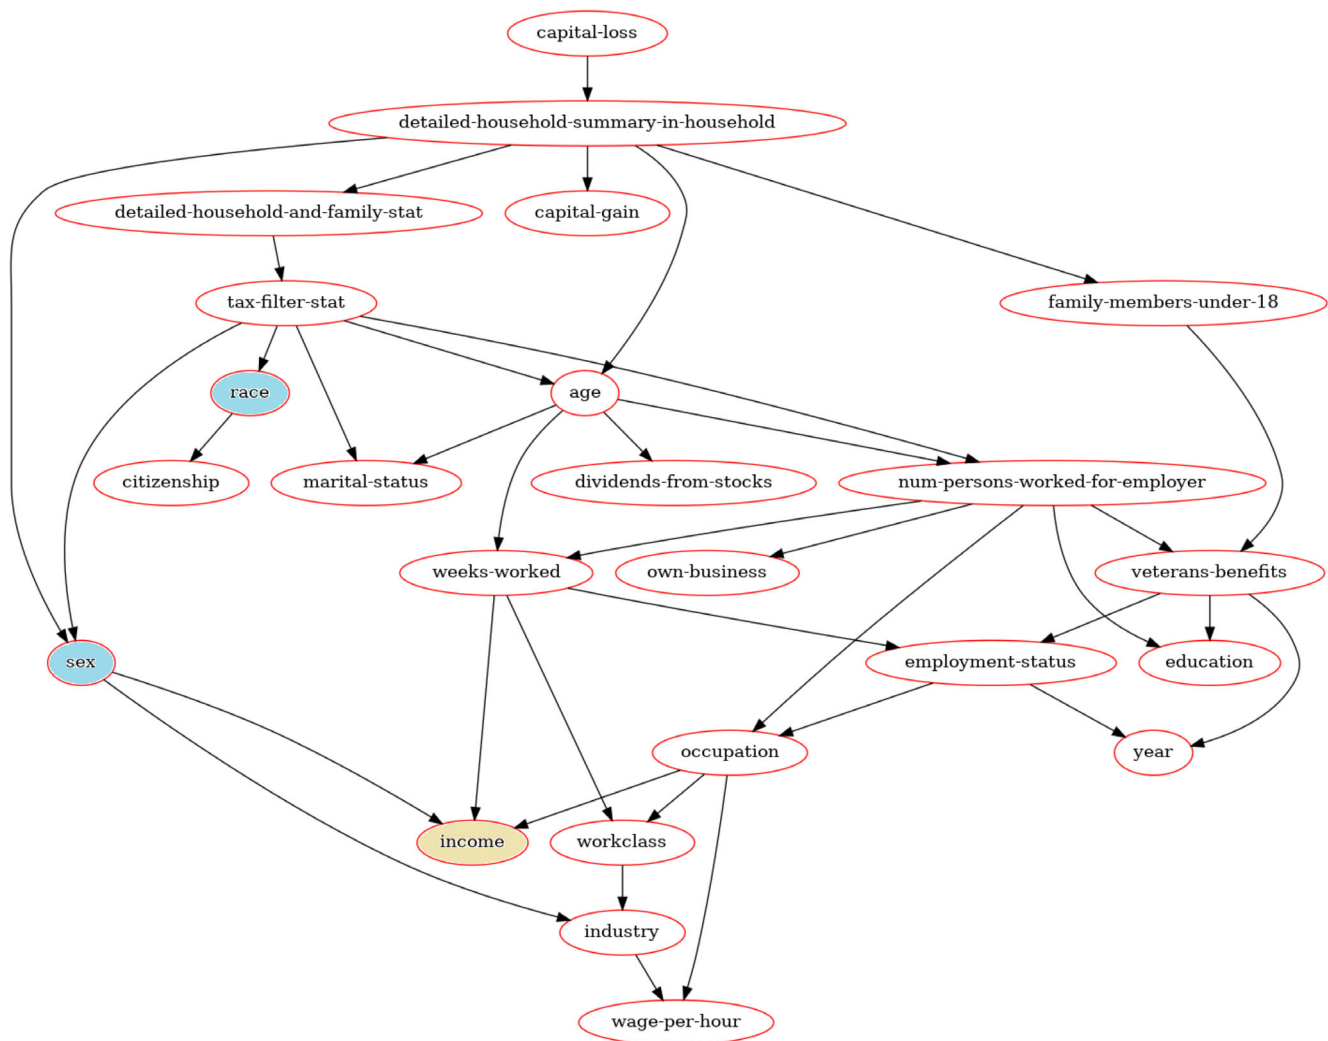 capital-loss
detailed-household-summary-in-household
detailed-household-and-family-stat
capital-gain
tax-filter-stat
family-members-under-18
race
age
citizenship
marital-status
dividends-from-stocks
num-persons-worked-for-employer
weeks-worked
own-business
veterans-benefits
sex
employment-status
education
occupation
year
income
workclass
industry
wage-per-hour